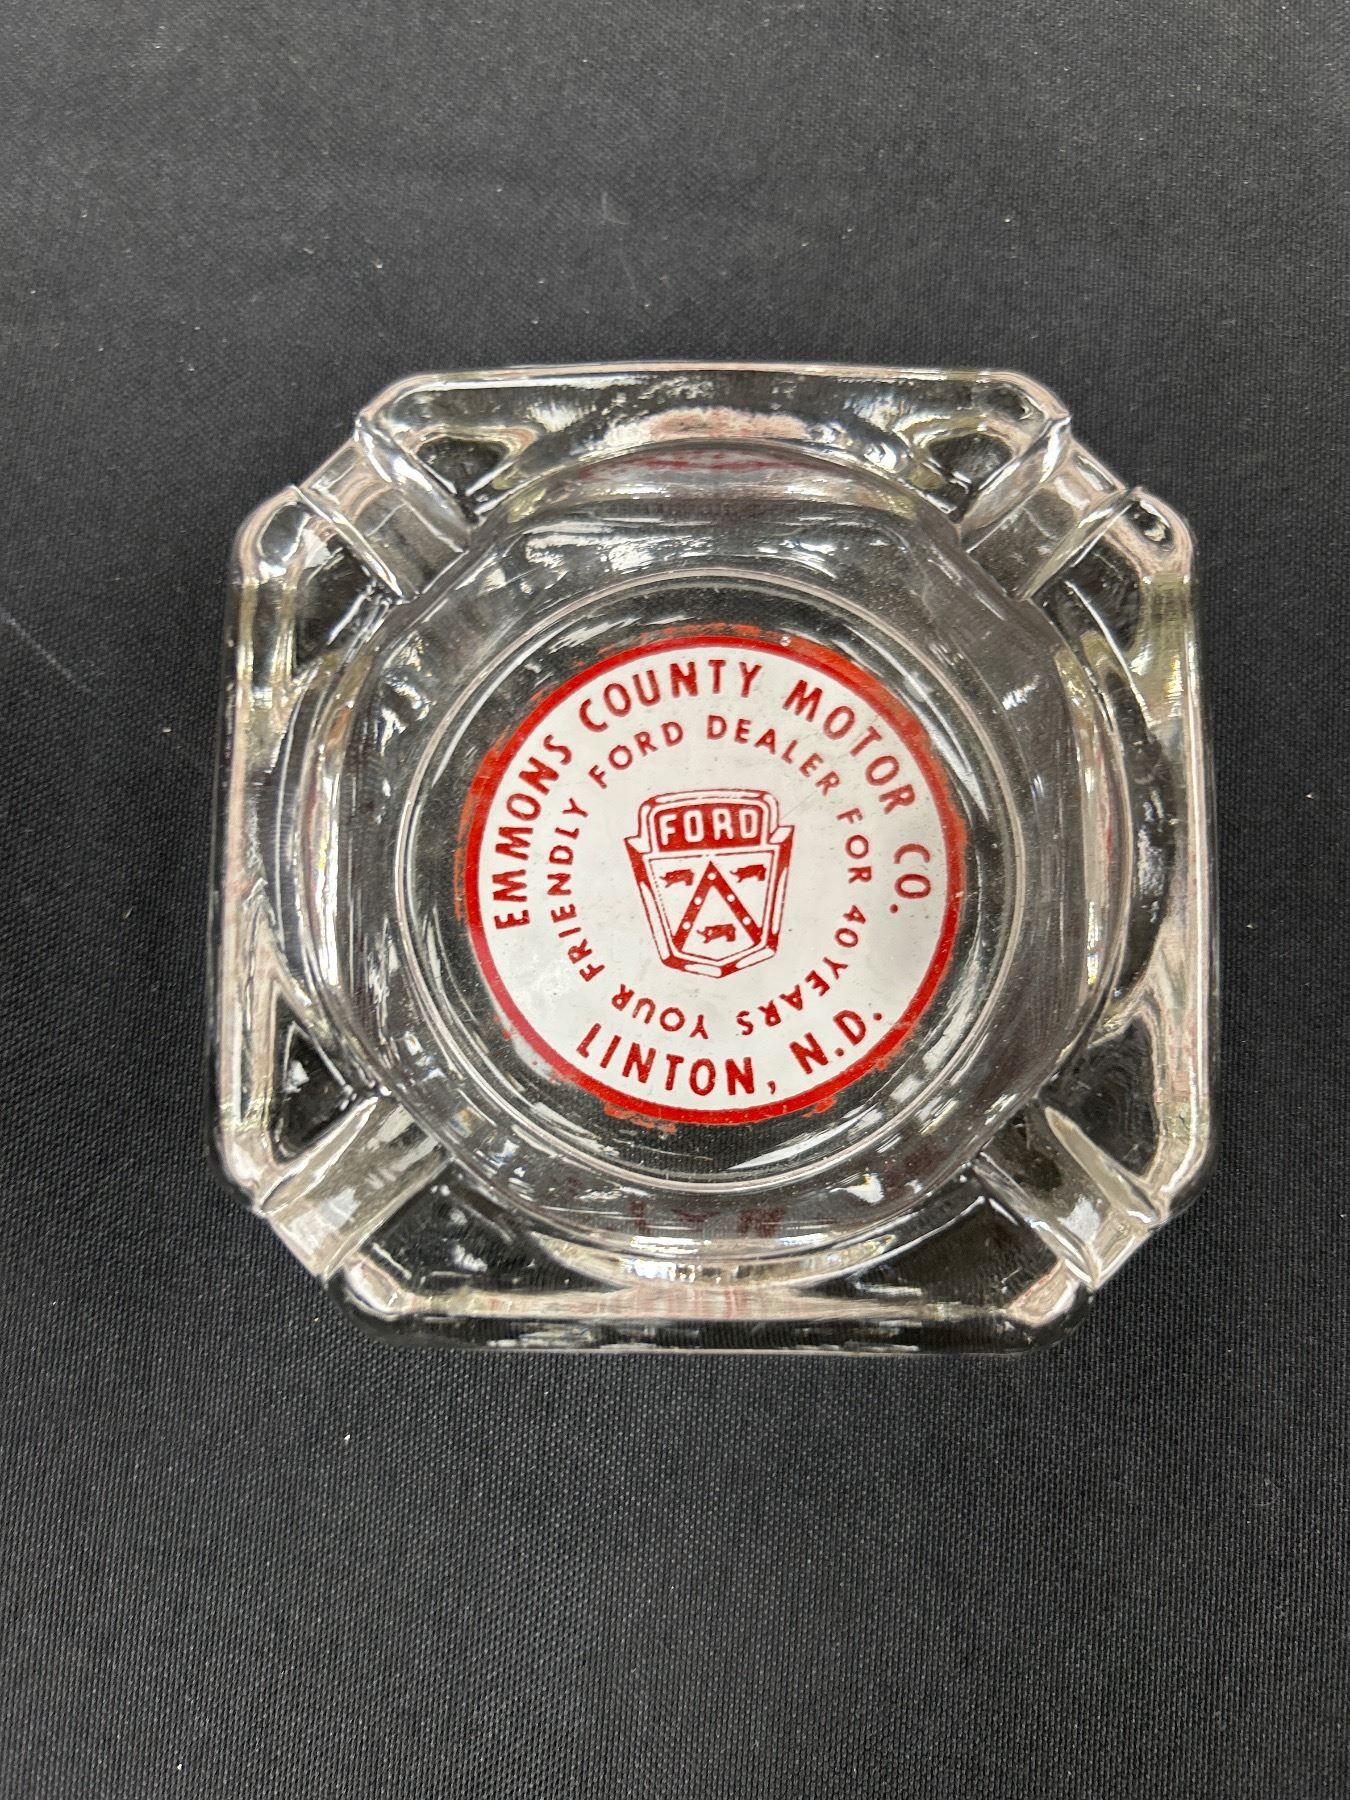 EMMONS COUNTY MOTOR CO.
YOUR FRIENDLY FORD DEALER FOR 40 YEARS
FORD
LINTON, N.D.